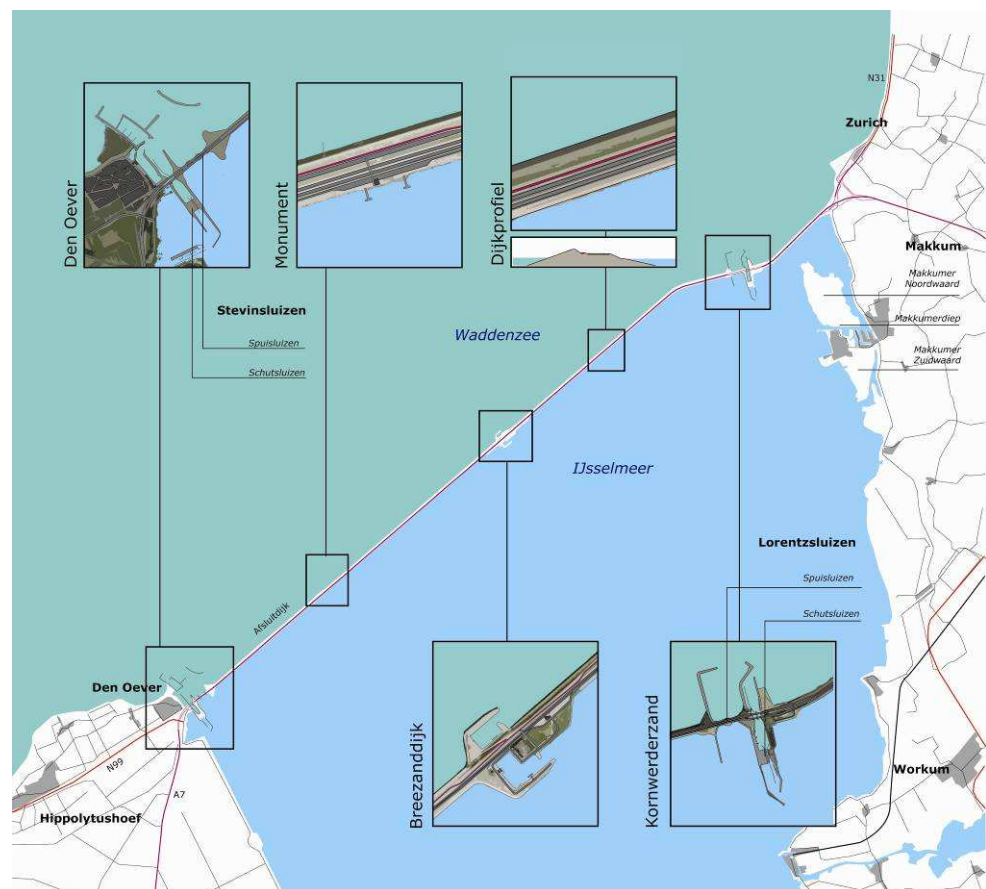 N31
Zurich
Den Oever
Monument
Dijkprofiel
Makkum
Makkumer
Noordwaard
Makkumerdiep
Makkumer
Zuidwaard
Stevinsluizen
Spuisluizen
Schutsluizen
Waddenzee
IJsselmeer
Lorentzsluizen
Spuisluizen
Schutsluizen
Afsluitdijk
Den Oever
N99
A7
Hippolytushoef
Breezanddijk
Kornwerderzand
Workum